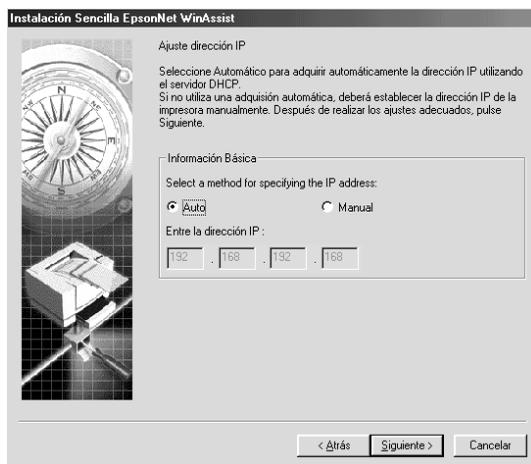 Instalación Sencilla EpsonNet WinAssist
Ajuste dirección IP
Seleccione Automático para adquirir automáticamente la dirección IP utilizando
el servidor DHCP.
Si no utiliza una adquisión automática, deberá establecer la dirección IP de la
impresora manualmente. Después de realizar los ajustes adecuados, pulse
Siguiente.
Información Básica
Select a method for specifying the IP address:
Auto Manual
Entre la dirección IP :
192 . 168 . 192 . 168
N
E
< Atrás Siguiente > Cancelar